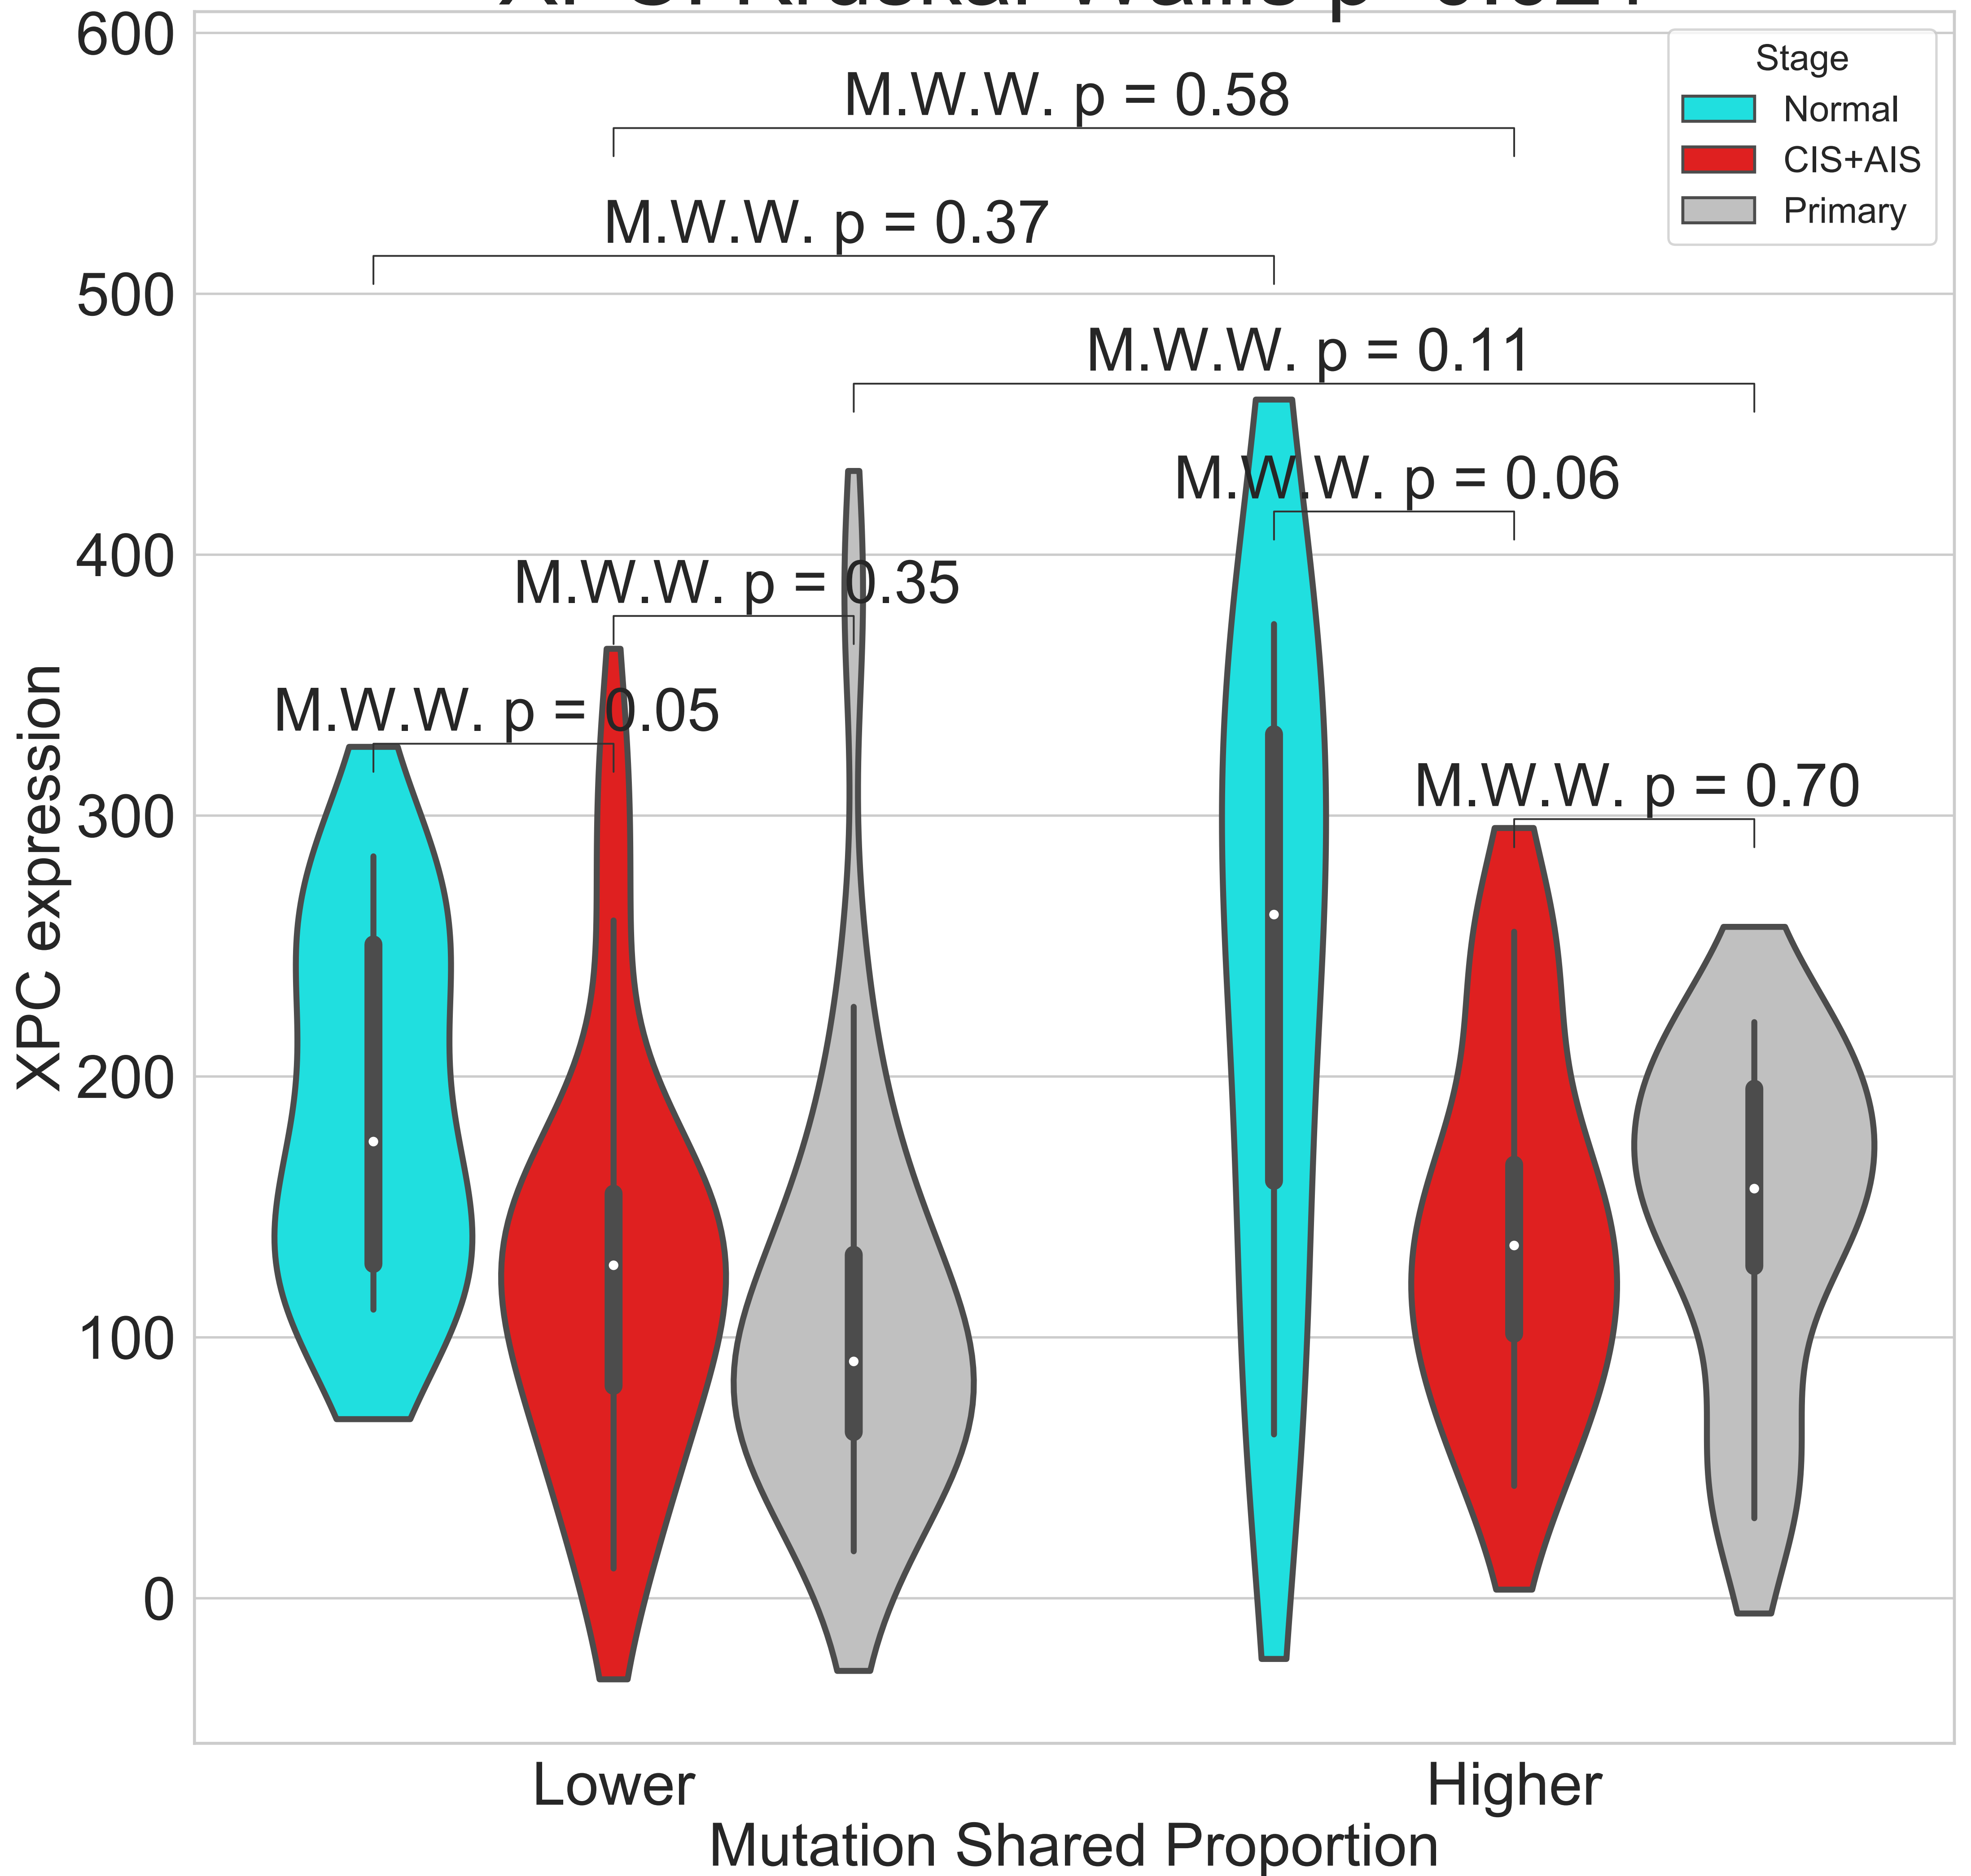 600
500
400
300
200
100
0
XPC expression
M.W.W. p = 0.58
M.W.W. p = 0.37
M.W.W. p = 0.11
M.W.W. p = 0.06
M.W.W. p = 0.35
M.W.W. p = 0.05
M.W.W. p = 0.70
Stage
Normal
CIS+AIS
Primary
Lower
Higher
Mutation Shared Proportion